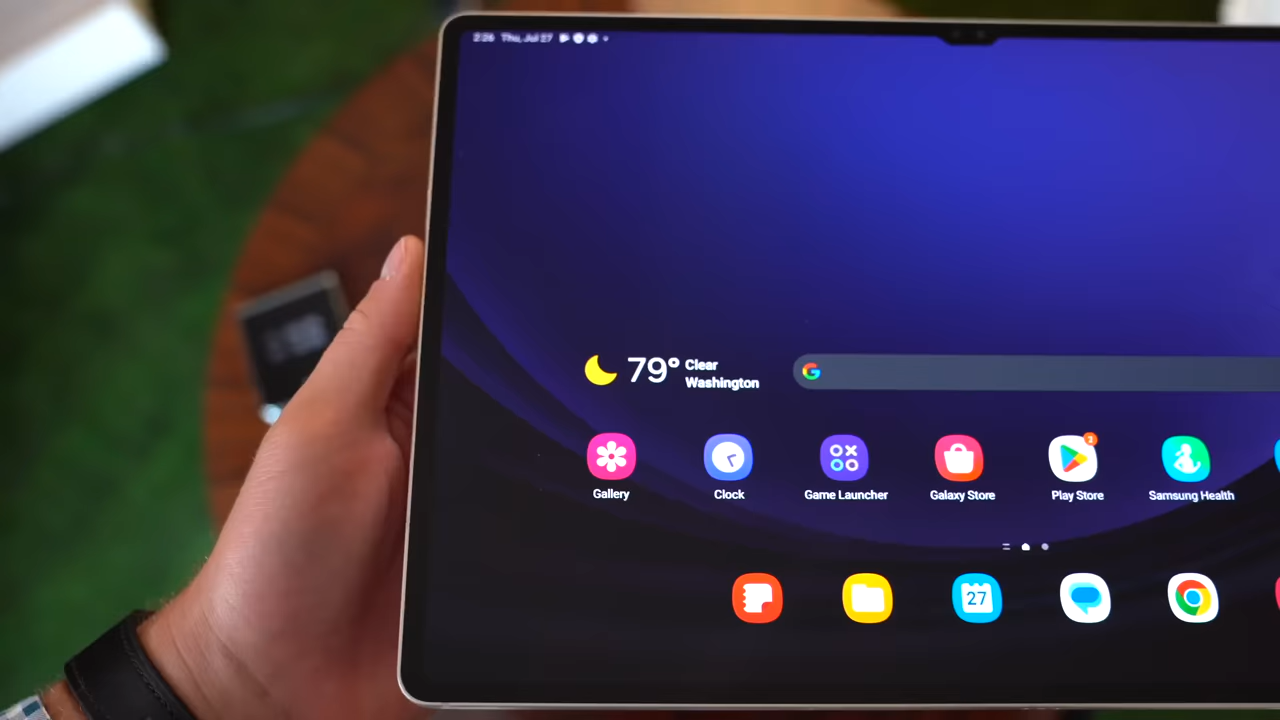 2:26 Thu, Jul 27
79° Clear
Washington
G
Gallery Clock Game Launcher Galaxy Store Play Store Samsung Health
27